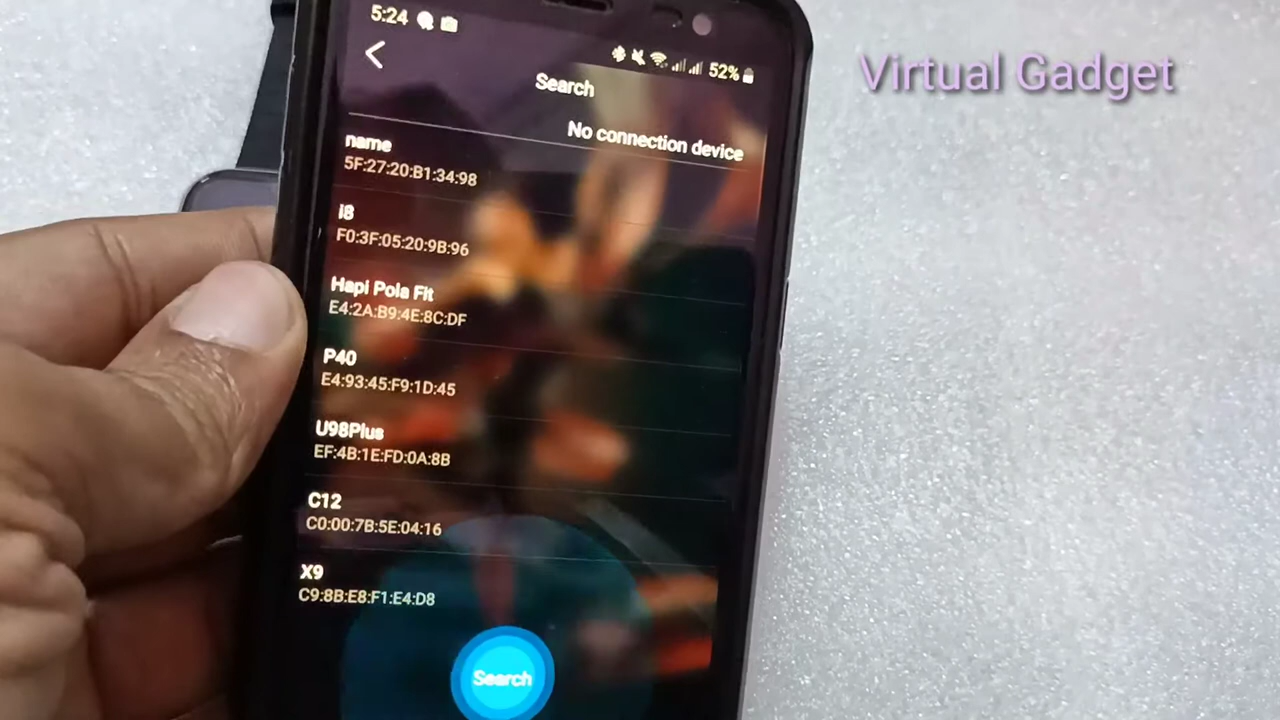 5:24
52%
Virtual Gadget
Search
No connection device
name
5F:27:20:B1:34:98
i8
F0:3F:05:20:9B:96
Hapi Pola Fit
E4:2A:B9:4E:8C:DF
P40
E4:93:45:F9:1D:45
U98Plus
EF:4B:1E:FD:0A:8B
C12
C0:00:7B:5E:04:16
X9
C9:8B:E8:F1:E4:D8
Search